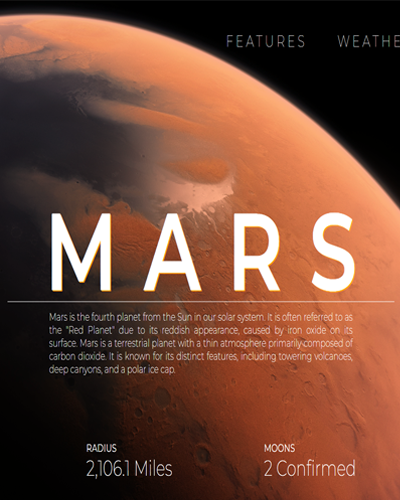 FEATURES WEATHE
MARS
Mars is the fourth planet from the Sun in our solar system. It is often referred to as
the "Red Planet" due to its reddish appearance, caused by iron oxide on its
surface. Mars is a terrestrial planet with a thin atmosphere primarily composed of
carbon dioxide. It is known for its distinct features, including towering volcanoes,
deep canyons, and a polar ice cap.
RADIUS MOONS
2,106.1 Miles 2 Confirmed